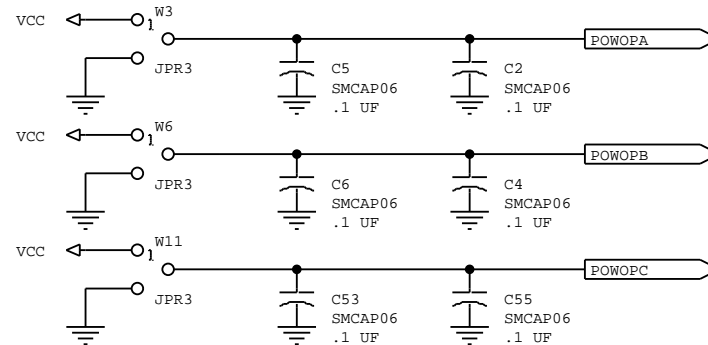 W3
VCC 1
POWOPA
JPR3 C5 C2
SMCAP06 SMCAP06
.1 UF .1 UF
W6
VCC 1
POWOPB
JPR3 C6 C4
SMCAP06 SMCAP06
.1 UF .1 UF
W11
VCC 1
POWOPC
JPR3 C53 C55
SMCAP06 SMCAP06
.1 UF .1 UF